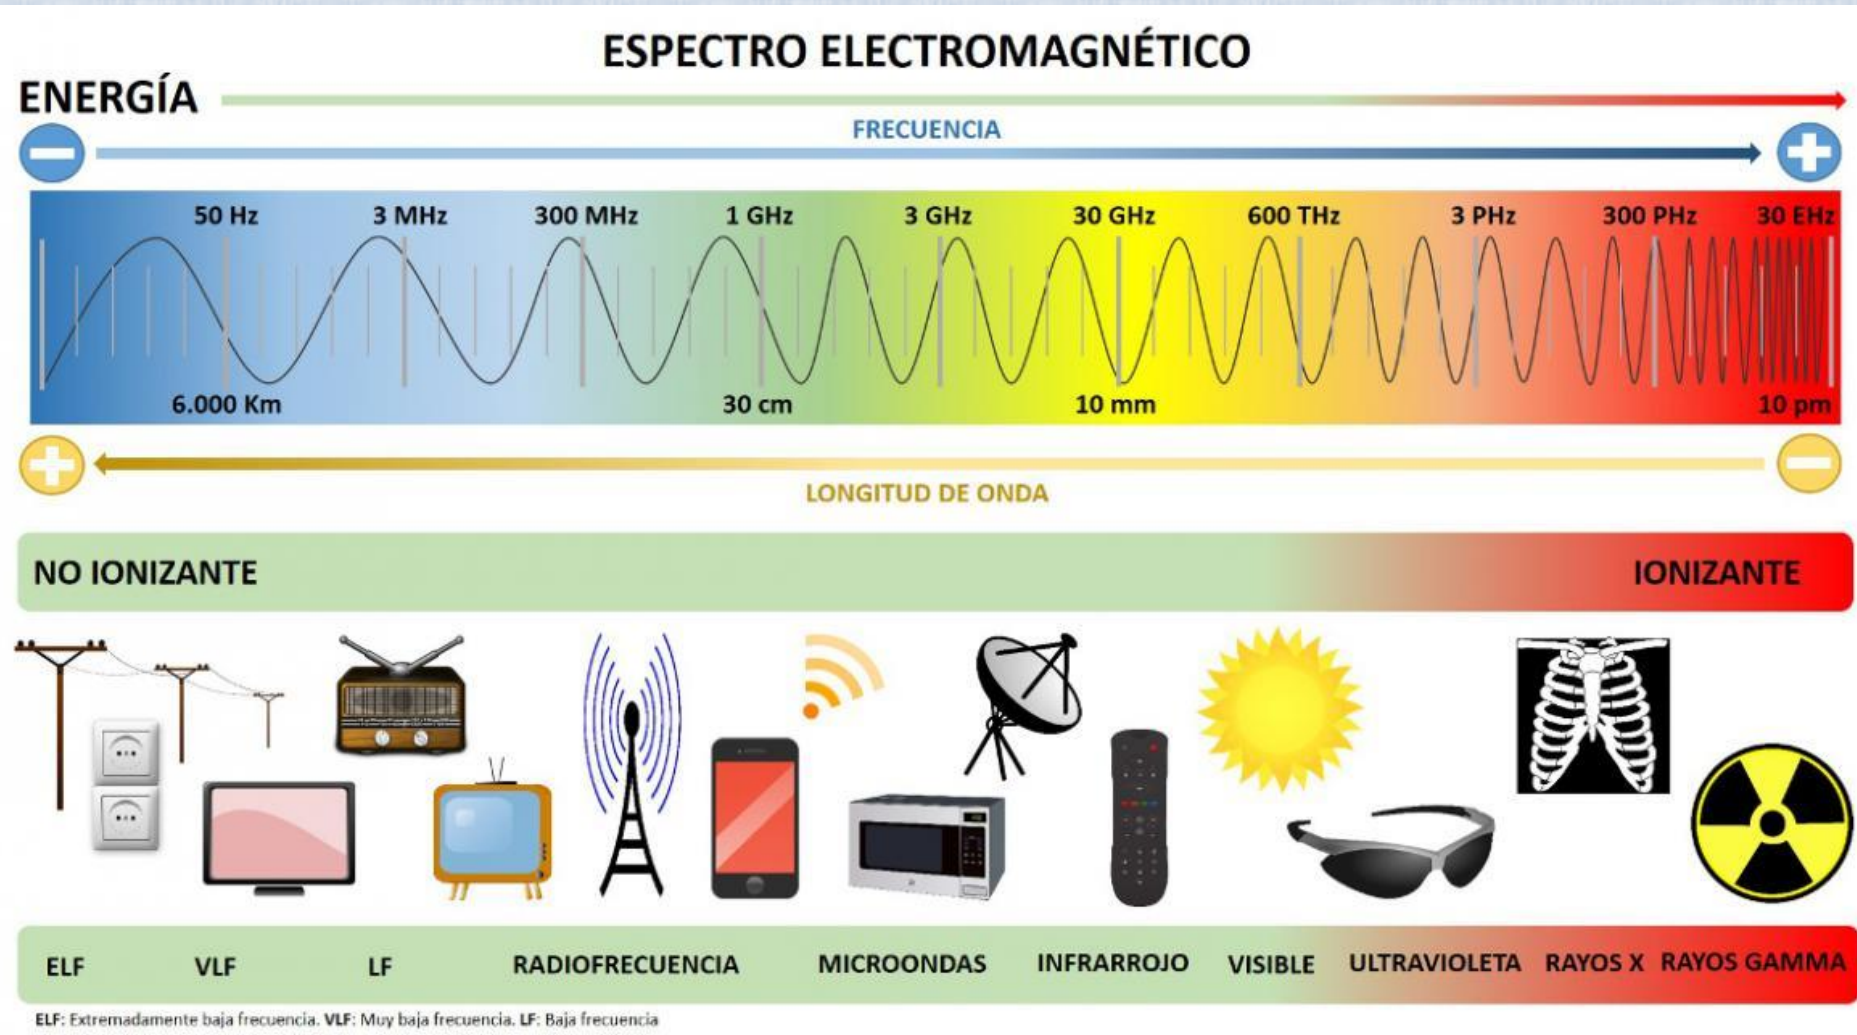 ESPECTRO ELECTROMAGNÉTICO
ENERGÍA
FRECUENCIA
50 Hz 3 MHz 300 MHz 1 GHz 3 GHz 30 GHz 600 THz 3 PHz 300 PHz 30 EHz
6.000 Km 30 cm 10 mm 10 pm
LONGITUD DE ONDA
NO IONIZANTE IONIZANTE
ELF VLF LF RADIOFRECUENCIA MICROONDAS INFRARROJO VISIBLE ULTRAVIOLETA RAYOS X RAYOS GAMMA
ELF: Extremadamente baja frecuencia. VLF: Muy baja frecuencia. LF: Baja frecuencia